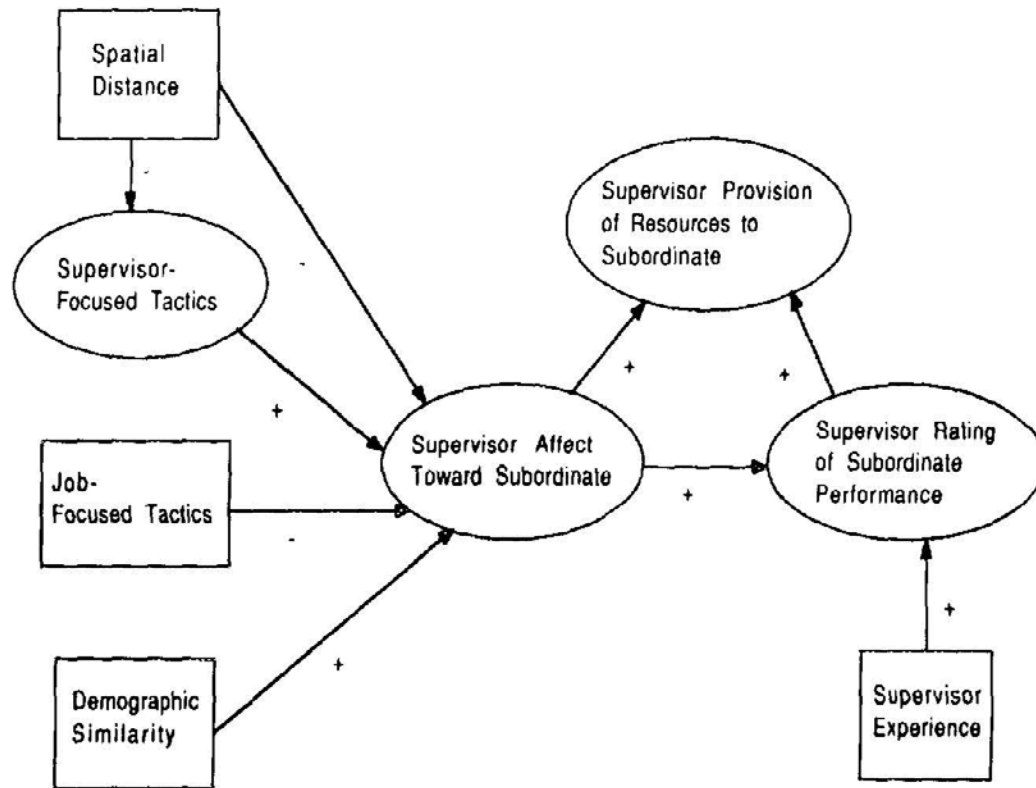 Spatial
Distance
-
Supervisor Provision
of Resources to
Subordinate
Supervisor-
Focused Tactics
-
+
+
+
Supervisor Affect
Toward Subordinate
Supervisor Rating
of Subordinate
Performance
Job-
Focused Tactics
+
-
+
+
Demographic
Similarity
Supervisor
Experience